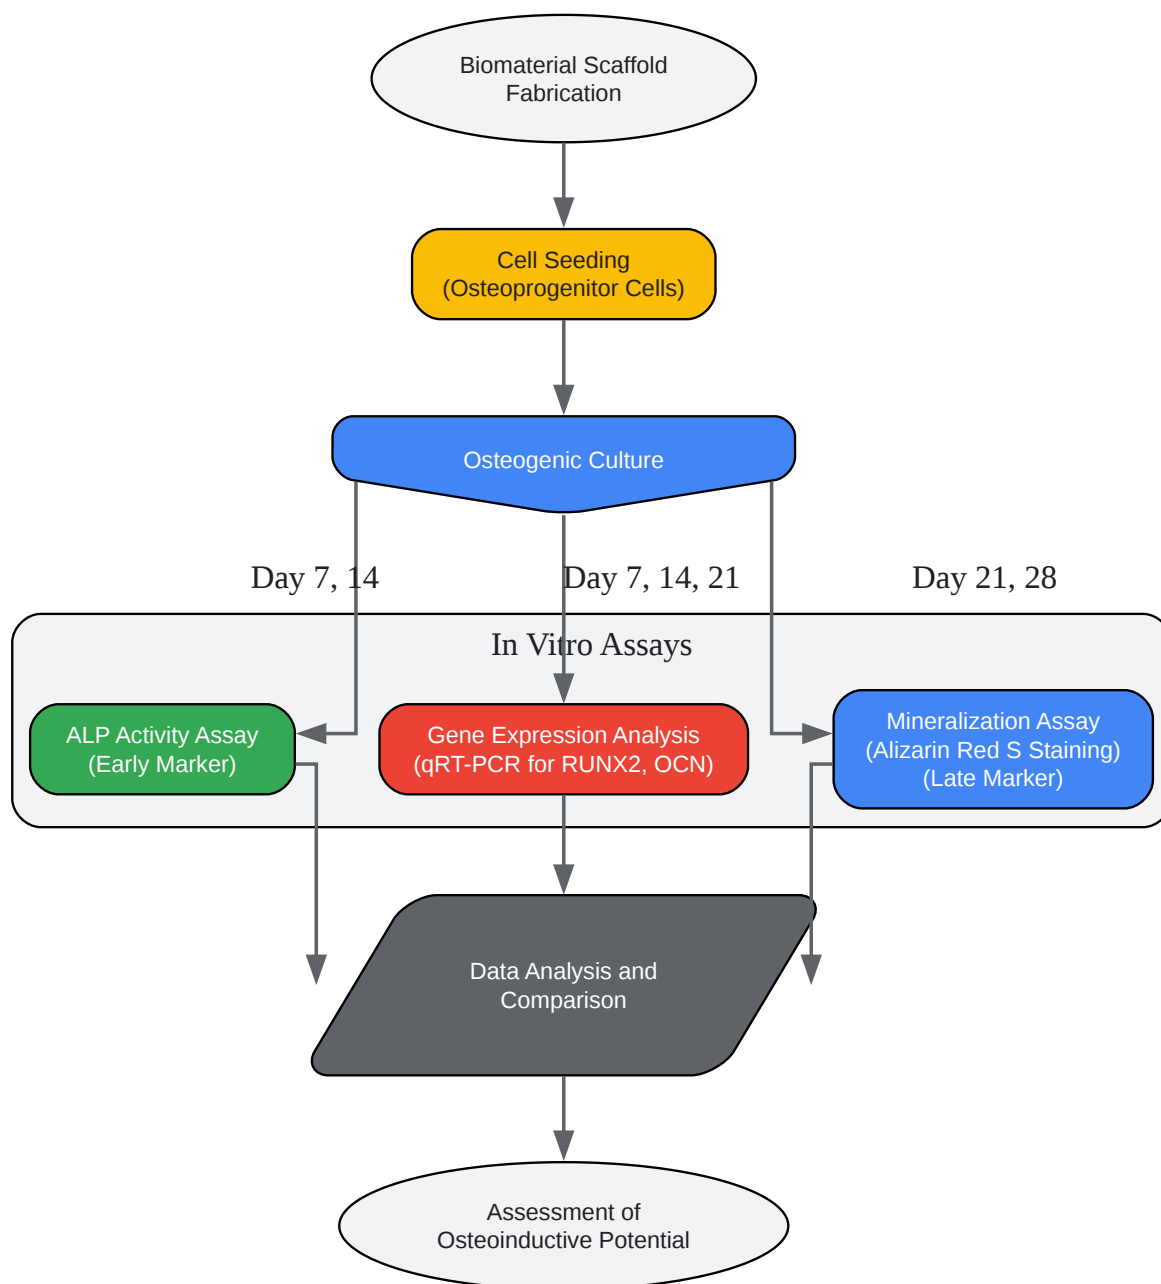 Biomaterial Scaffold
Fabrication
Cell Seeding
(Osteoprogenitor Cells)
Osteogenic Culture
Day 7, 14
Day 7, 14, 21
Day 21, 28
In Vitro Assays
ALP Activity Assay
(Early Marker)
Gene Expression Analysis
(qRT-PCR for RUNX2, OCN)
Mineralization Assay
(Alizarin Red S Staining)
(Late Marker)
Data Analysis and
Comparison
Assessment of
Osteoinductive Potential